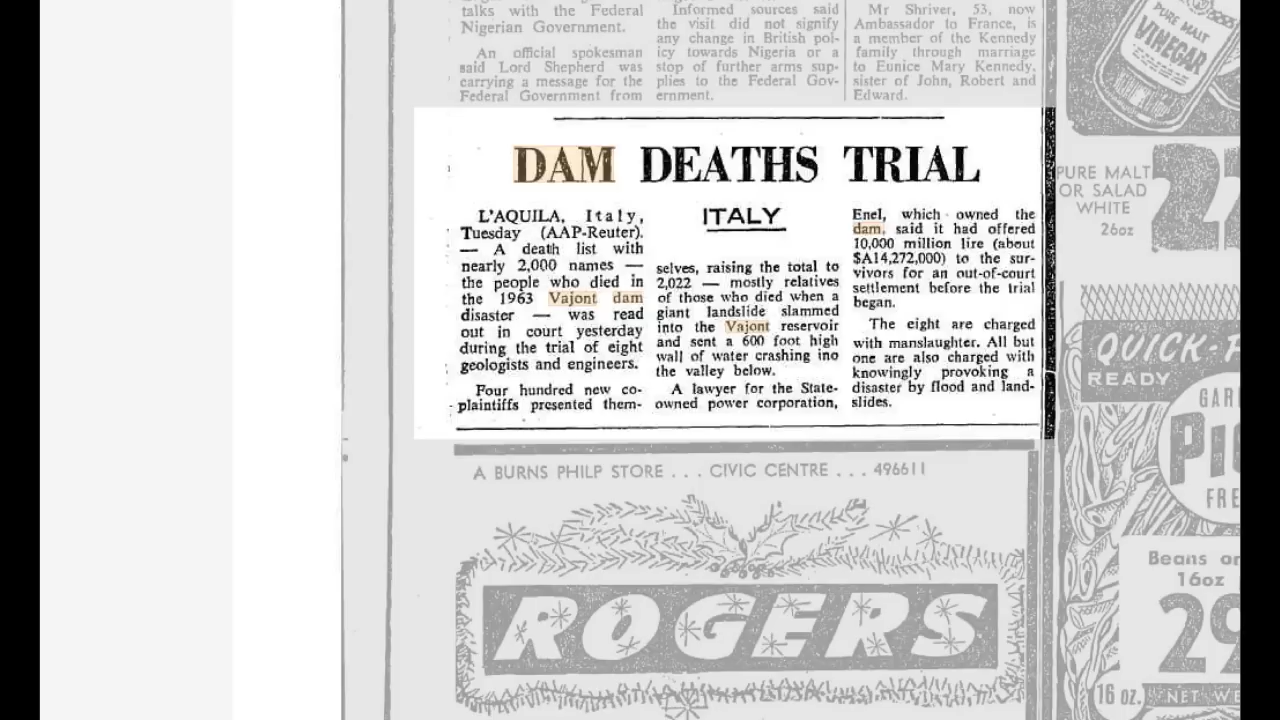 talks with the Federal
Nigerian Government.
An official spokesman
said Lord Shepherd was
carrying a message for the
Federal Government from
Informed sources said
the visit did not signify
any change in British pol-
icy towards Nigeria or a
stop of further arms sup-
plies to the Federal Gov-
ernment.
Mr Shriver, 53, now
Ambassador to France, is
a member of the Kennedy
family through marriage
to Eunice Mary Kennedy,
sister of John, Robert and
Edward.
DAM DEATHS TRIAL
L'AQUILA, Italy,
Tuesday (AAP-Reuter).
— A death list with
nearly 2,000 names —
the people who died in
the 1963 Vajont dam
disaster — was read
out in court yesterday
during the trial of eight
geologists and engineers.
Four hundred new co-
plaintiffs presented them-
ITALY
selves, raising the total to
2,022 — mostly relatives
of those who died when a
giant landslide slammed
into the Vajont reservoir
and sent a 600 foot high
wall of water crashing ino
the valley below.
A lawyer for the State-
owned power corporation,
Enel, which owned the
dam, said it had offered
10,000 million lire (about
$A14,272,000) to the sur-
vivors for an out-of-court
settlement before the trial
began.
The eight are charged
with manslaughter. All but
one are also charged with
knowingly provoking a
disaster by flood and land-
slides.
A BURNS PHILP STORE . . . CIVIC CENTRE . . . 496611
ROGERS
PURE MALT
VINEGAR
PURE MALT
OR SALAD
WHITE
26oz
27
QUICK-F
READY
GAR
PIC
FRE
Beans or
16oz
29
16 oz.
NET WE